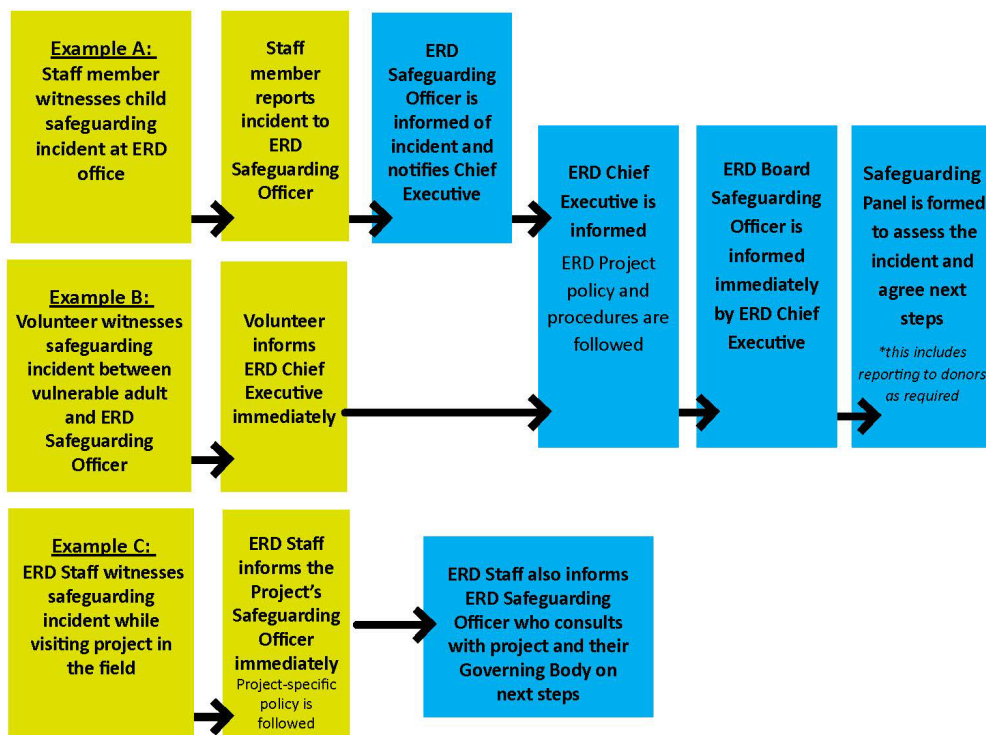 Example A:
Staff member
witnesses child
safeguarding
incident at ERD
office
Staff
member
reports
incident to
ERD
Safeguarding
Officer
ERD
Safeguarding
Officer is
informed of
incident and
notifies Chief
Executive
ERD Chief
Executive is
informed
ERD Project
policy and
procedures are
followed
ERD Board
Safeguarding
Officer is
informed
immediately
by ERD Chief
Executive
Safeguarding
Panel is formed
to assess the
incident and
agree next
steps
*this includes
reporting to donors
as required
Example B:
Volunteer witnesses
safeguarding
incident between
vulnerable adult
and ERD
Safeguarding
Officer
Volunteer
informs
ERD Chief
Executive
immediately
Example C:
ERD Staff witnesses
safeguarding
incident while
visiting project in
the field
ERD Staff
informs the
Project's
Safeguarding
Officer
immediately
Project-specific
policy is
followed
ERD Staff also informs
ERD Safeguarding
Officer who consults
with project and their
Governing Body on
next steps